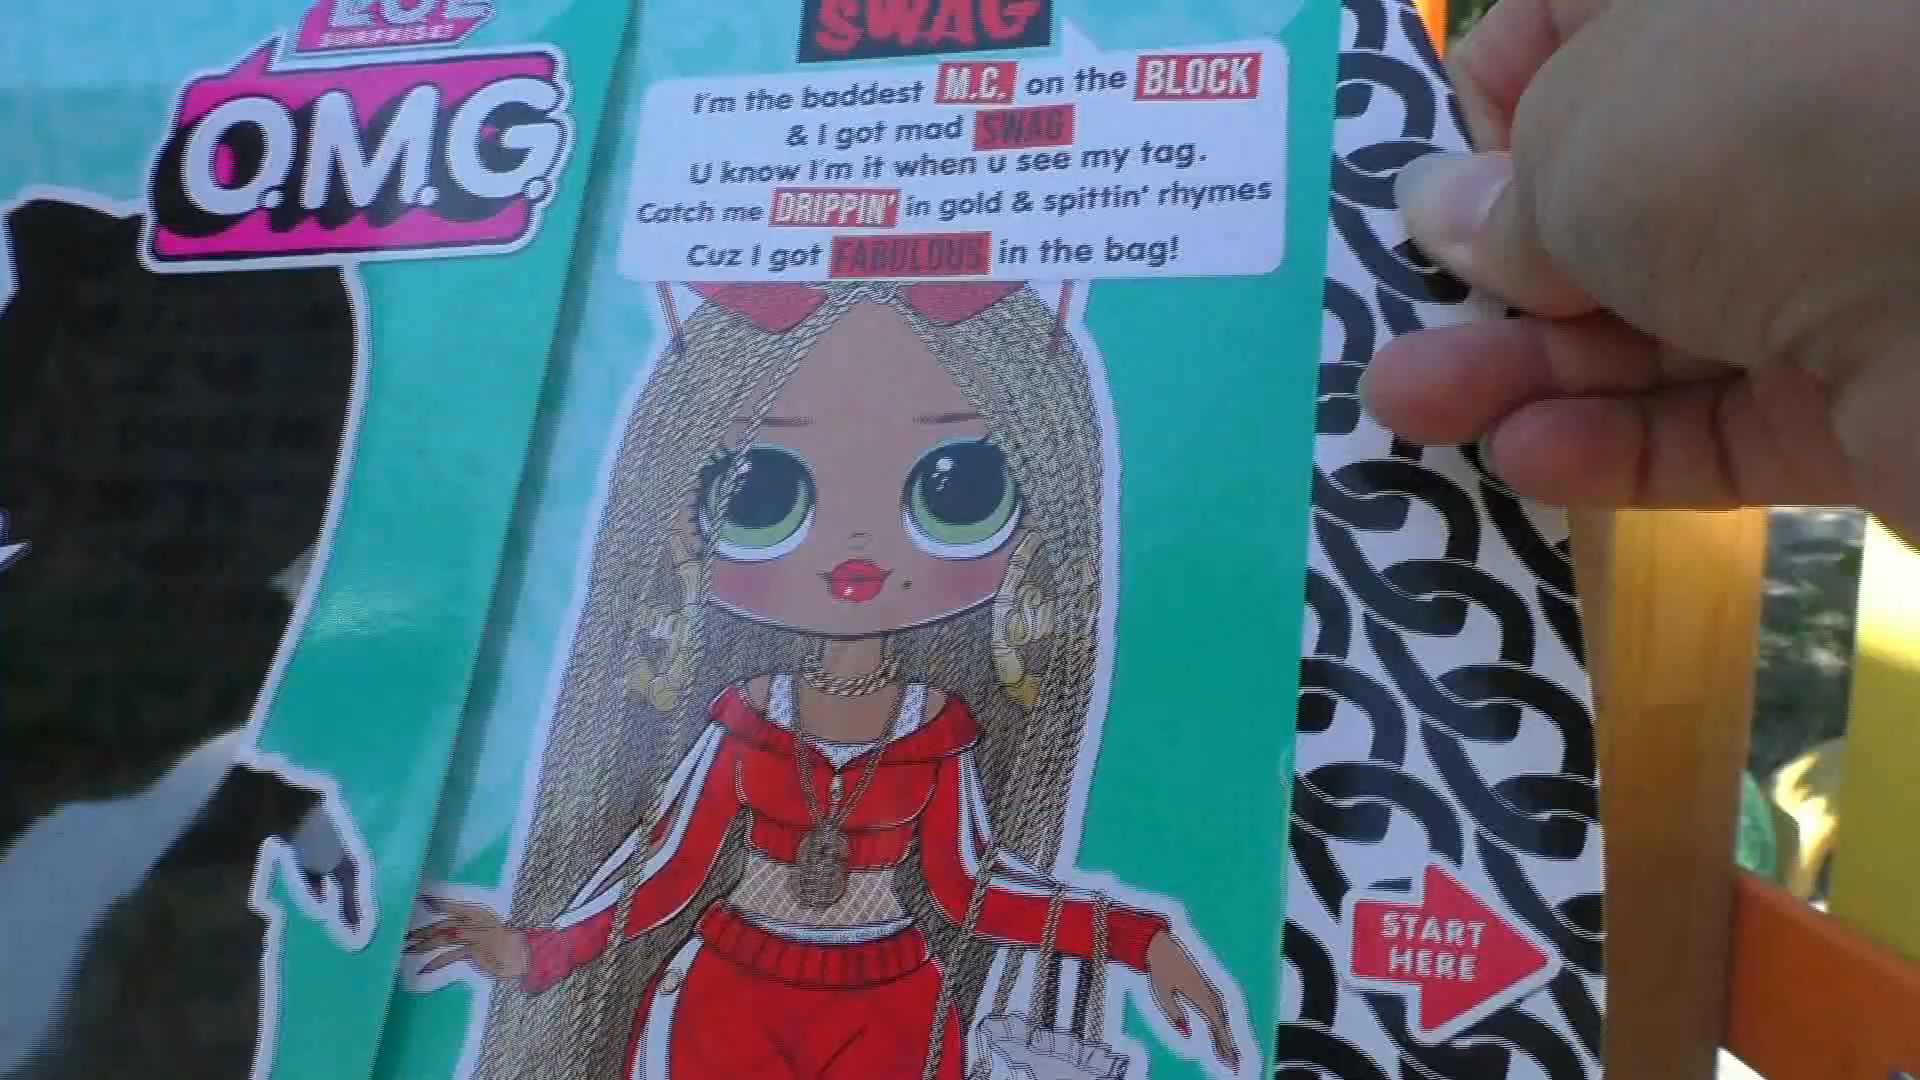 LOL
SURPRISE!
O.M.G.
SWAG
I'm the baddest M.C. on the BLOCK
& I got mad SWAG
U know I'm it when u see my tag.
Catch me DRIPPIN' in gold & spittin' rhymes
Cuz I got FABULOUS in the bag!
START
HERE